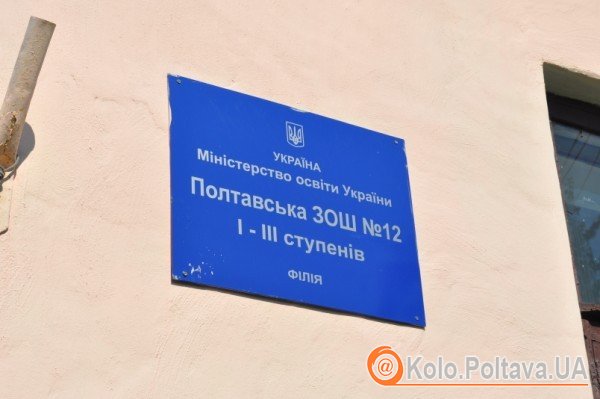 УКРАЇНА
Міністерство освіти України
Полтавська ЗОШ №12
І - ІІІ ступенів
ФІЛІЯ
@Kolo.Poltava.UA